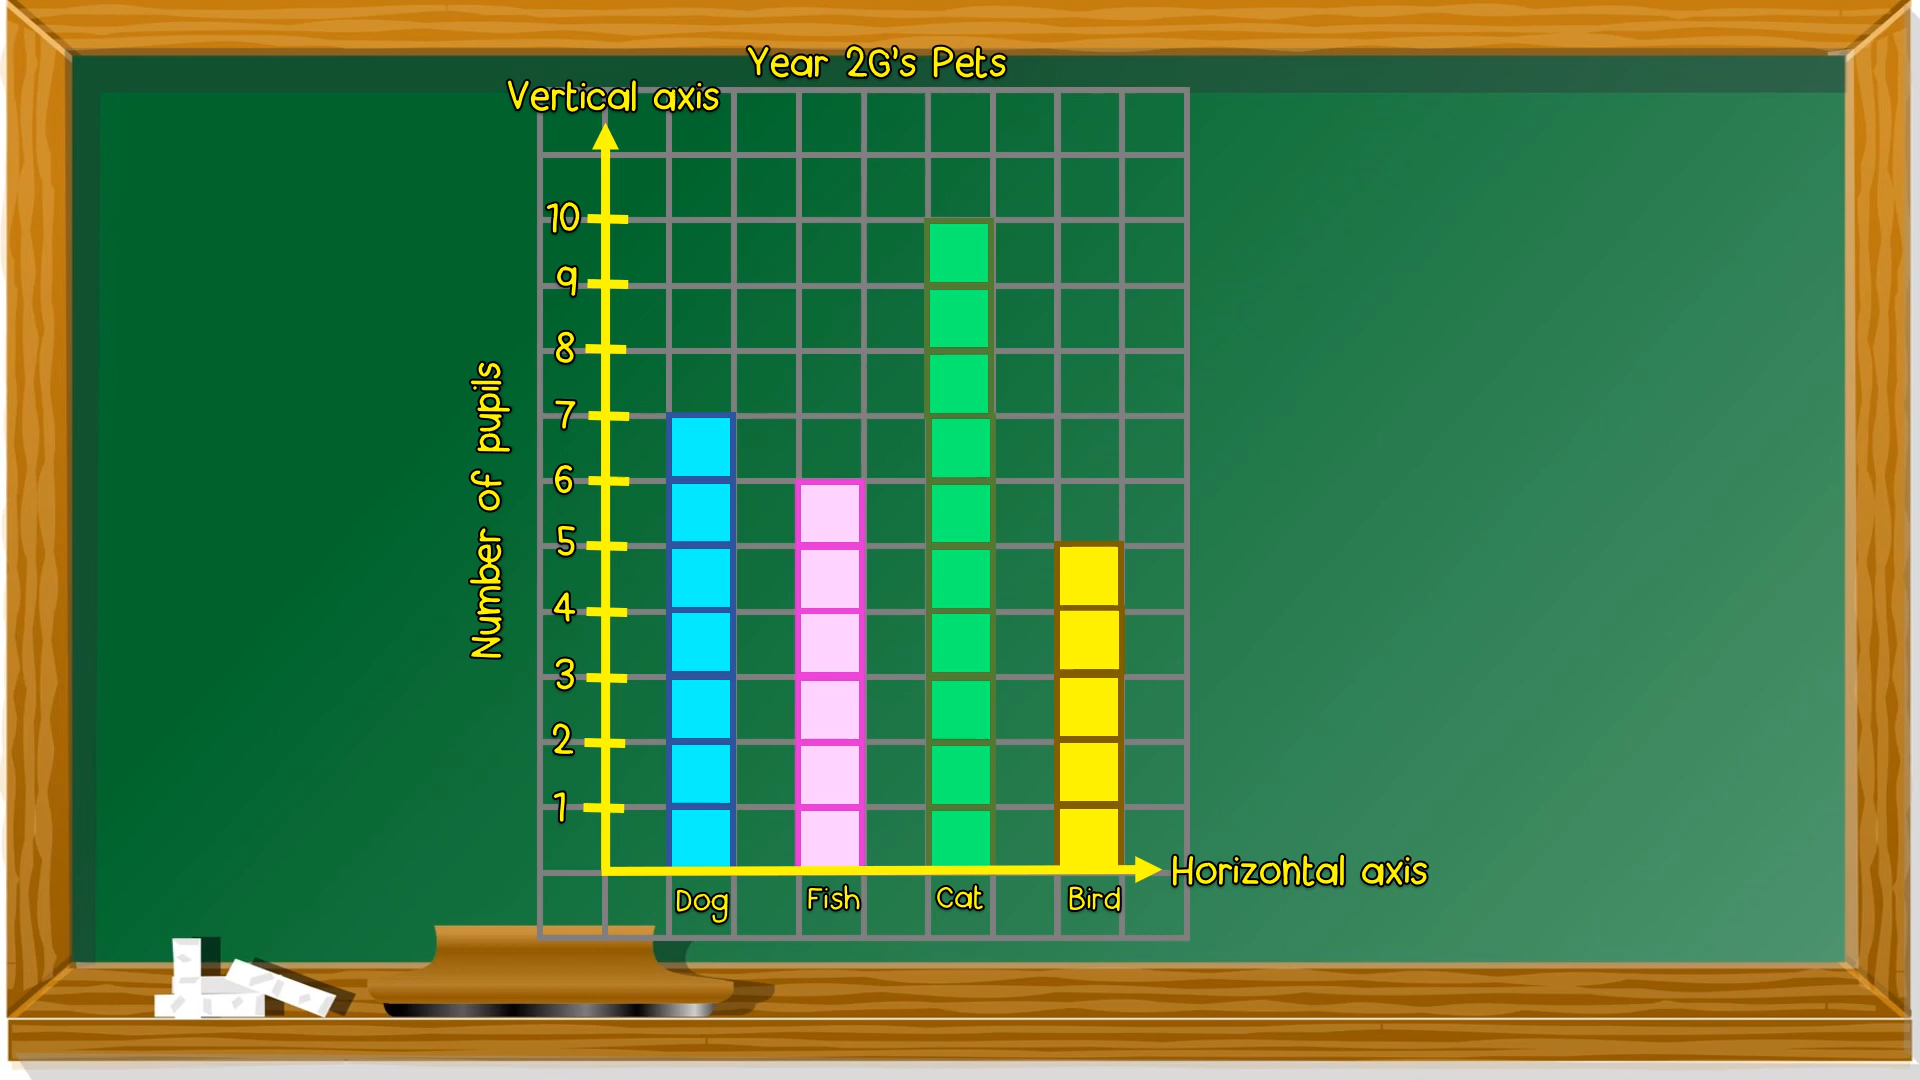 Year 2G's Pets
Vertical axis
10
9
8
7
6
5
4
3
2
1
Number of pupils
Horizontal axis
Dog Fish Cat Bird